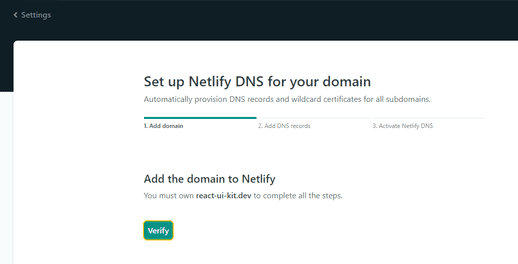 Settings
Set up Netlify DNS for your domain
Automatically provision DNS records and wildcard certificates for all subdomains.
1. Add domain
2. Add DNS records
3. Activate Netlify DNS
Add the domain to Netlify
You must own react-ui-kit.dev to complete all the steps.
Verify